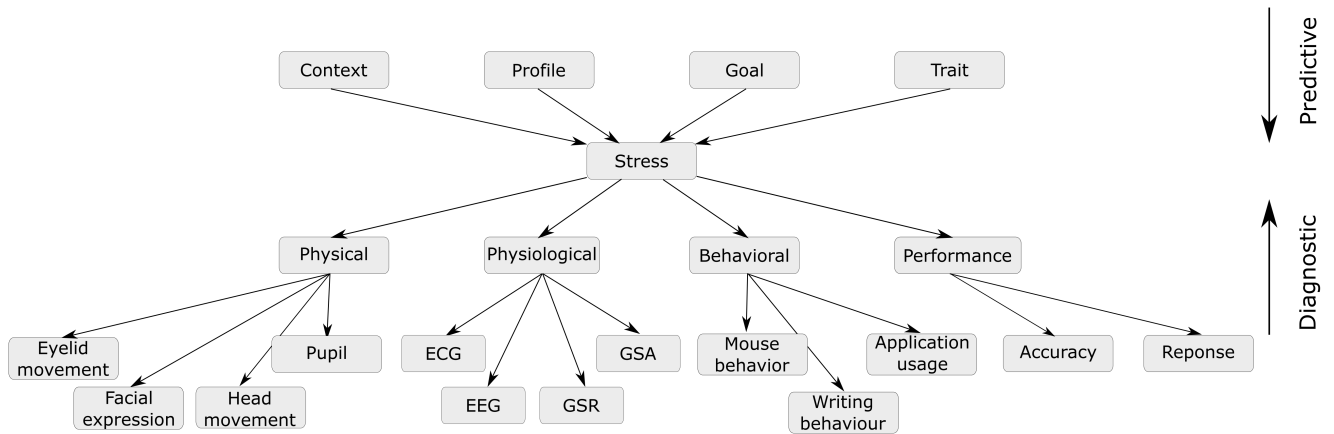 Context
Profile
Goal
Trait
Predictive
Stress
Physical
Physiological
Behavioral
Performance
Diagnostic
Eyelid
movement
Facial
expression
Head
movement
Pupil
ECG
EEG
GSR
GSA
Mouse
behavior
Writing
behaviour
Application
usage
Accuracy
Reponse